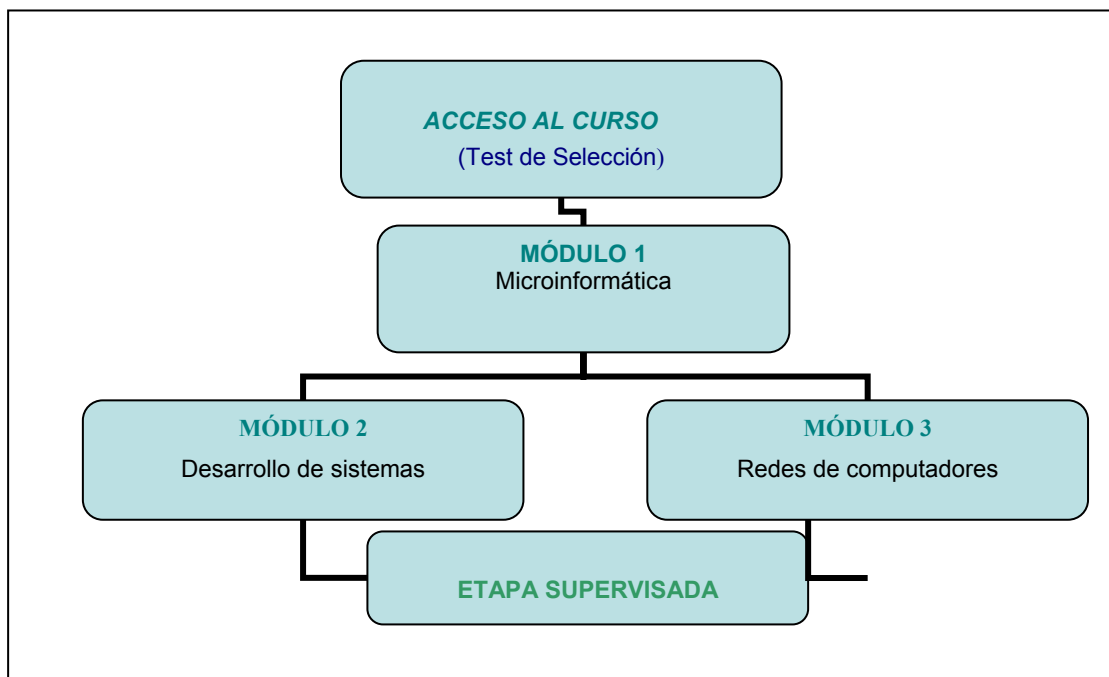 ACCESO AL CURSO
(Test de Selección)
MÓDULO 1
Microinformática
MÓDULO 2
Desarrollo de sistemas
MÓDULO 3
Redes de computadores
ETAPA SUPERVISADA